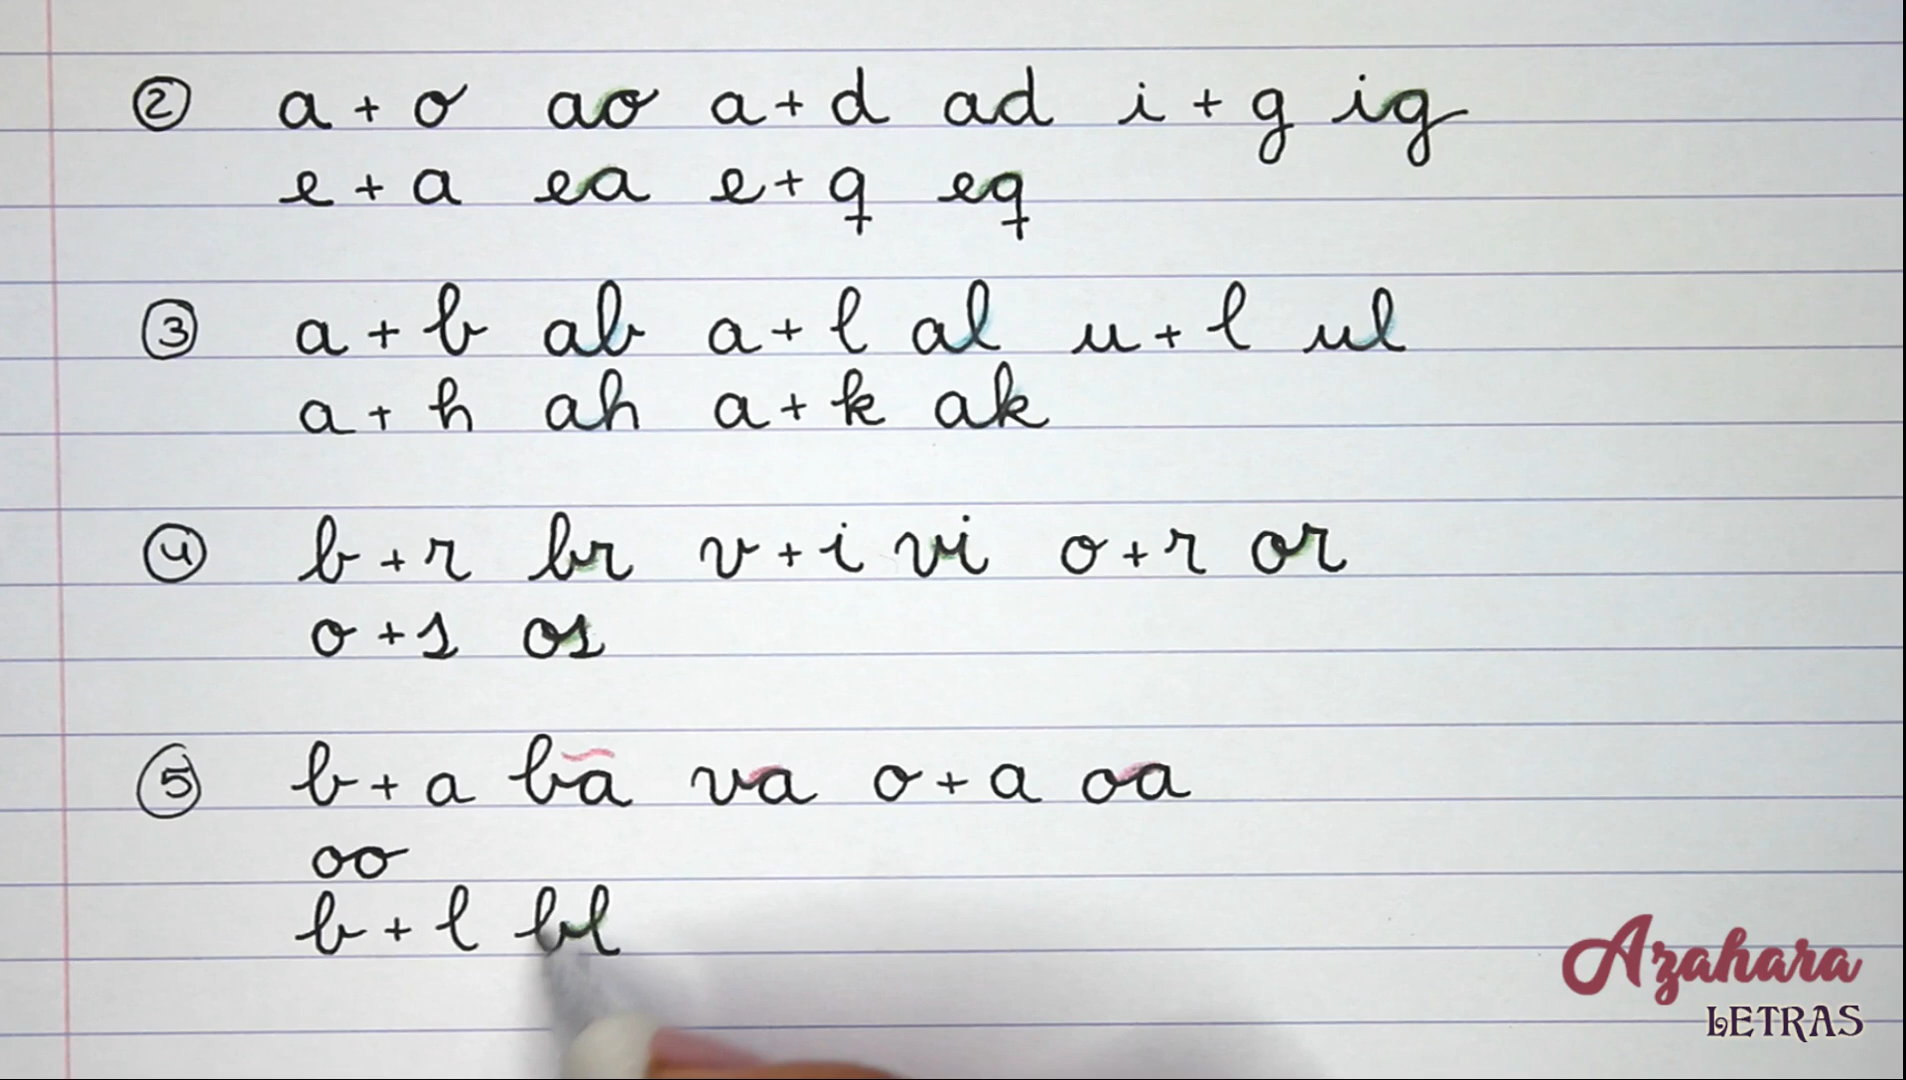 ② a + o ao a + d ad i + g ig
e + a ea e + q eq
③ a + b ab a + l al u + l ul
a + h ah a + k ak
④ b + r br v + i vi o + r or
o + s os
⑤ b + a ba va o + a oa
oo
b + l bl
Azahara
LETRAS